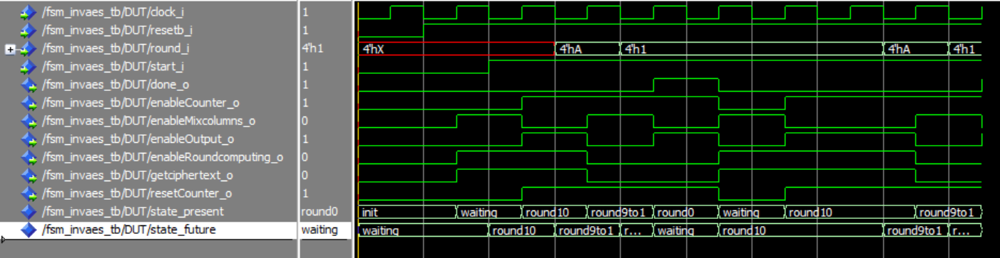 /fsm_invaes_tb/DUT/clock_i 1
/fsm_invaes_tb/DUT/resetb_i 1
/fsm_invaes_tb/DUT/round_i 4'h1 4'hX 4'hA 4'h1 4'hA 4'h1
/fsm_invaes_tb/DUT/start_i 1
/fsm_invaes_tb/DUT/done_o 1
/fsm_invaes_tb/DUT/enableCounter_o 1
/fsm_invaes_tb/DUT/enableMixcolumns_o 0
/fsm_invaes_tb/DUT/enableOutput_o 1
/fsm_invaes_tb/DUT/enableRoundcomputing_o 0
/fsm_invaes_tb/DUT/getciphertext_o 0
/fsm_invaes_tb/DUT/resetCounter_o 1
/fsm_invaes_tb/DUT/state_present round0 init waiting round10 round9to1 round0 waiting round10 round9to1
/fsm_invaes_tb/DUT/state_future waiting waiting round10 round9to1 r... waiting round10 round9to1 r...